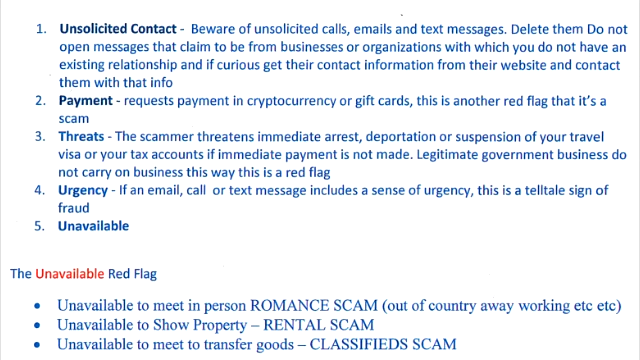 1. Unsolicited Contact - Beware of unsolicited calls, emails and text messages. Delete them Do not
open messages that claim to be from businesses or organizations with which you do not have an
existing relationship and if curious get their contact information from their website and contact
them with that info
2. Payment - requests payment in cryptocurrency or gift cards, this is another red flag that it's a
scam
3. Threats - The scammer threatens immediate arrest, deportation or suspension of your travel
visa or your tax accounts if immediate payment is not made. Legitimate government business do
not carry on business this way this is a red flag
4. Urgency - If an email, call or text message includes a sense of urgency, this is a telltale sign of
fraud
5. Unavailable
The Unavailable Red Flag
• Unavailable to meet in person ROMANCE SCAM (out of country away working etc etc)
• Unavailable to Show Property – RENTAL SCAM
• Unavailable to meet to transfer goods – CLASSIFIEDS SCAM